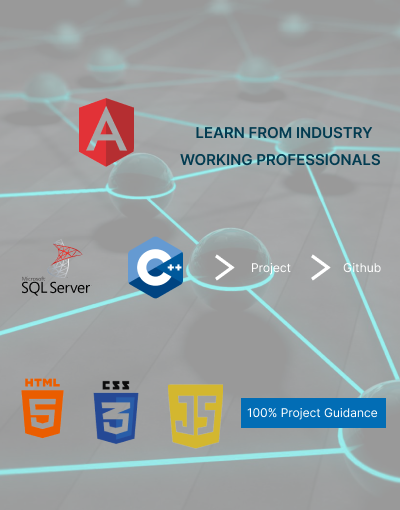 A
LEARN FROM INDUSTRY
WORKING PROFESSIONALS
Microsoft
SQL Server
C++
Project
Github
HTML
5
CSS
3
JS
100% Project Guidance